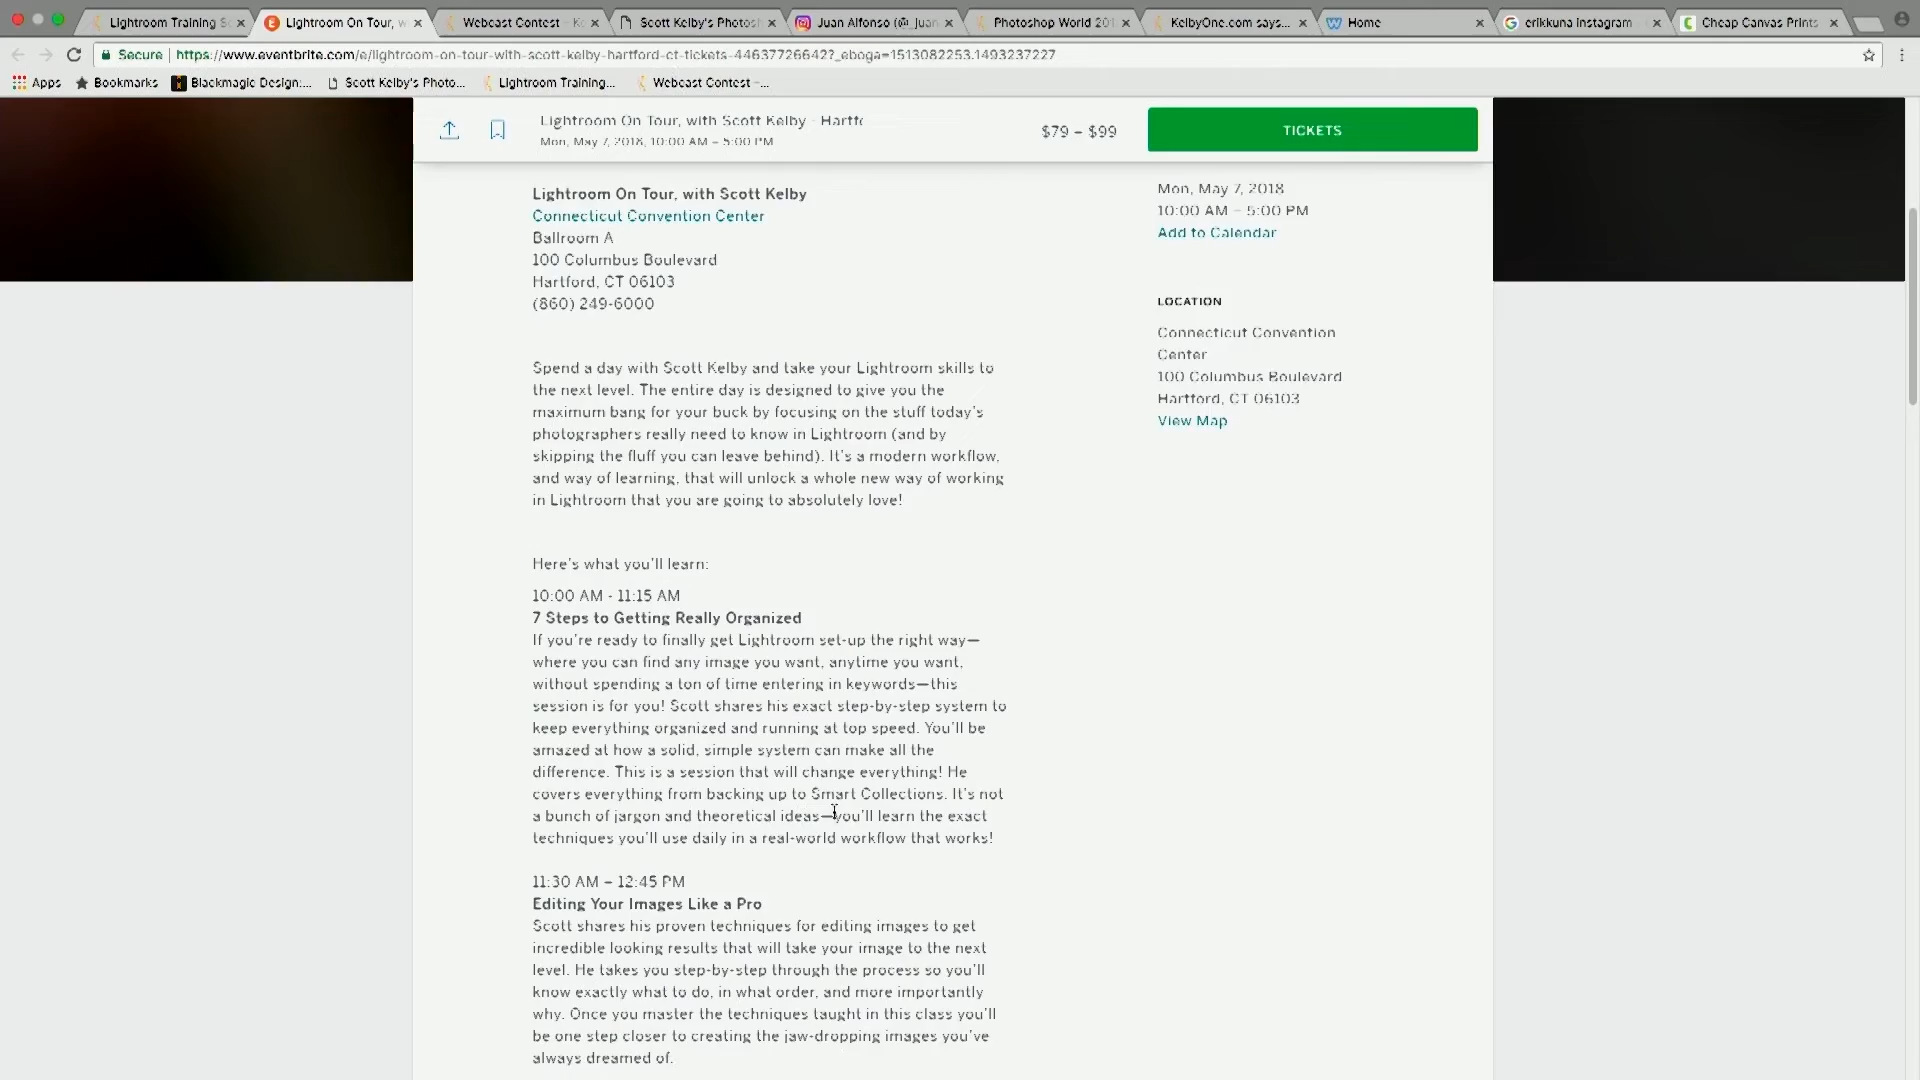 Lightroom Training S
Lightroom On Tour, w
Webcast Contest - Ke
Scott Kelby's Photosh
Juan Alfonso (@_juan
Photoshop World 201
KelbyOne.com says...
Home
erikkuna instagram
Cheap Canvas Prints
Secure https://www.eventbrite.com/e/lightroom-on-tour-with-scott-kelby-hartford-ct-tickets-44637726642?_eboga=1513082253.1493237227
Apps Bookmarks Blackmagic Design:... Scott Kelby's Photo... Lightroom Training... Webcast Contest –...
Lightroom On Tour, with Scott Kelby - Hartfo
Mon, May 7, 2018, 10:00 AM – 5:00 PM
$79 – $99
TICKETS
Lightroom On Tour, with Scott Kelby
Connecticut Convention Center
Ballroom A
100 Columbus Boulevard
Hartford, CT 06103
(860) 249-6000
Spend a day with Scott Kelby and take your Lightroom skills to
the next level. The entire day is designed to give you the
maximum bang for your buck by focusing on the stuff today's
photographers really need to know in Lightroom (and by
skipping the fluff you can leave behind). It's a modern workflow,
and way of learning, that will unlock a whole new way of working
in Lightroom that you are going to absolutely love!
Here's what you'll learn:
10:00 AM - 11:15 AM
7 Steps to Getting Really Organized
If you're ready to finally get Lightroom set-up the right way—
where you can find any image you want, anytime you want,
without spending a ton of time entering in keywords—this
session is for you! Scott shares his exact step-by-step system to
keep everything organized and running at top speed. You'll be
amazed at how a solid, simple system can make all the
difference. This is a session that will change everything! He
covers everything from backing up to Smart Collections. It's not
a bunch of jargon and theoretical ideas—you'll learn the exact
techniques you'll use daily in a real-world workflow that works!
11:30 AM – 12:45 PM
Editing Your Images Like a Pro
Scott shares his proven techniques for editing images to get
incredible looking results that will take your image to the next
level. He takes you step-by-step through the process so you'll
know exactly what to do, in what order, and more importantly
why. Once you master the techniques taught in this class you'll
be one step closer to creating the jaw-dropping images you've
always dreamed of.
Mon, May 7, 2018
10:00 AM – 5:00 PM
Add to Calendar
LOCATION
Connecticut Convention
Center
100 Columbus Boulevard
Hartford, CT 06103
View Map